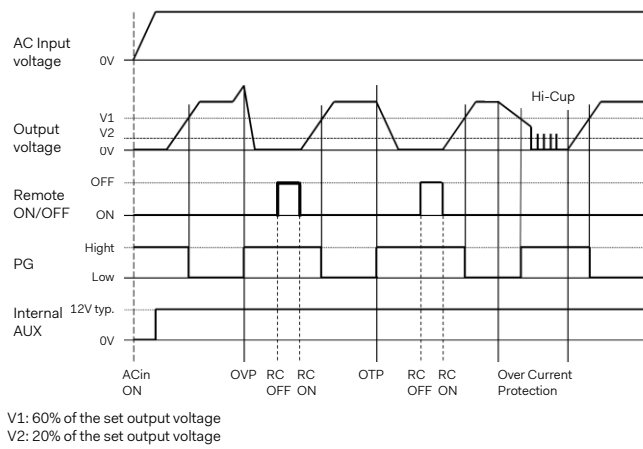 AC Input
voltage
0V
Hi-Cup
Output
voltage
V1
V2
0V
Remote
ON/OFF
OFF
ON
PG
Hight
Low
Internal
AUX
12V typ.
0V
ACin
ON
OVP
RC
OFF
RC
ON
OTP
RC
OFF
RC
ON
Over Current
Protection
V1: 60% of the set output voltage
V2: 20% of the set output voltage